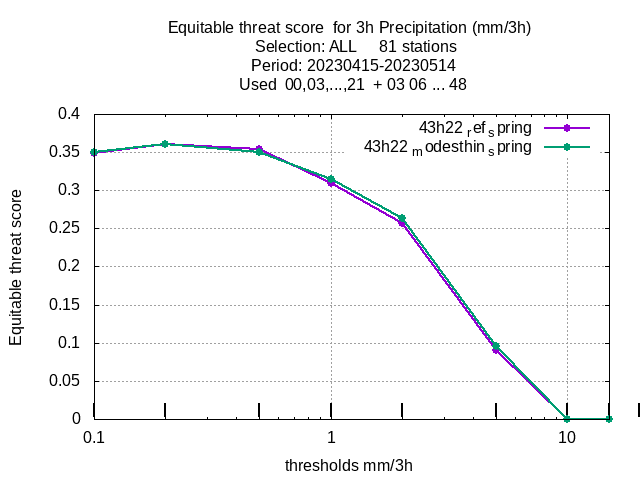 Equitable threat score  for 3h Precipitation (mm/3h)
Selection: ALL     81 stations
Period: 20230415-20230514
Used  00,03,...,21  + 03 06 ... 48
43h22 ref spring
43h22 modesthin spring
0.4
0.35
0.3
0.25
0.2
0.15
0.1
0.05
0
Equitable threat score
0.1 1 10
thresholds mm/3h